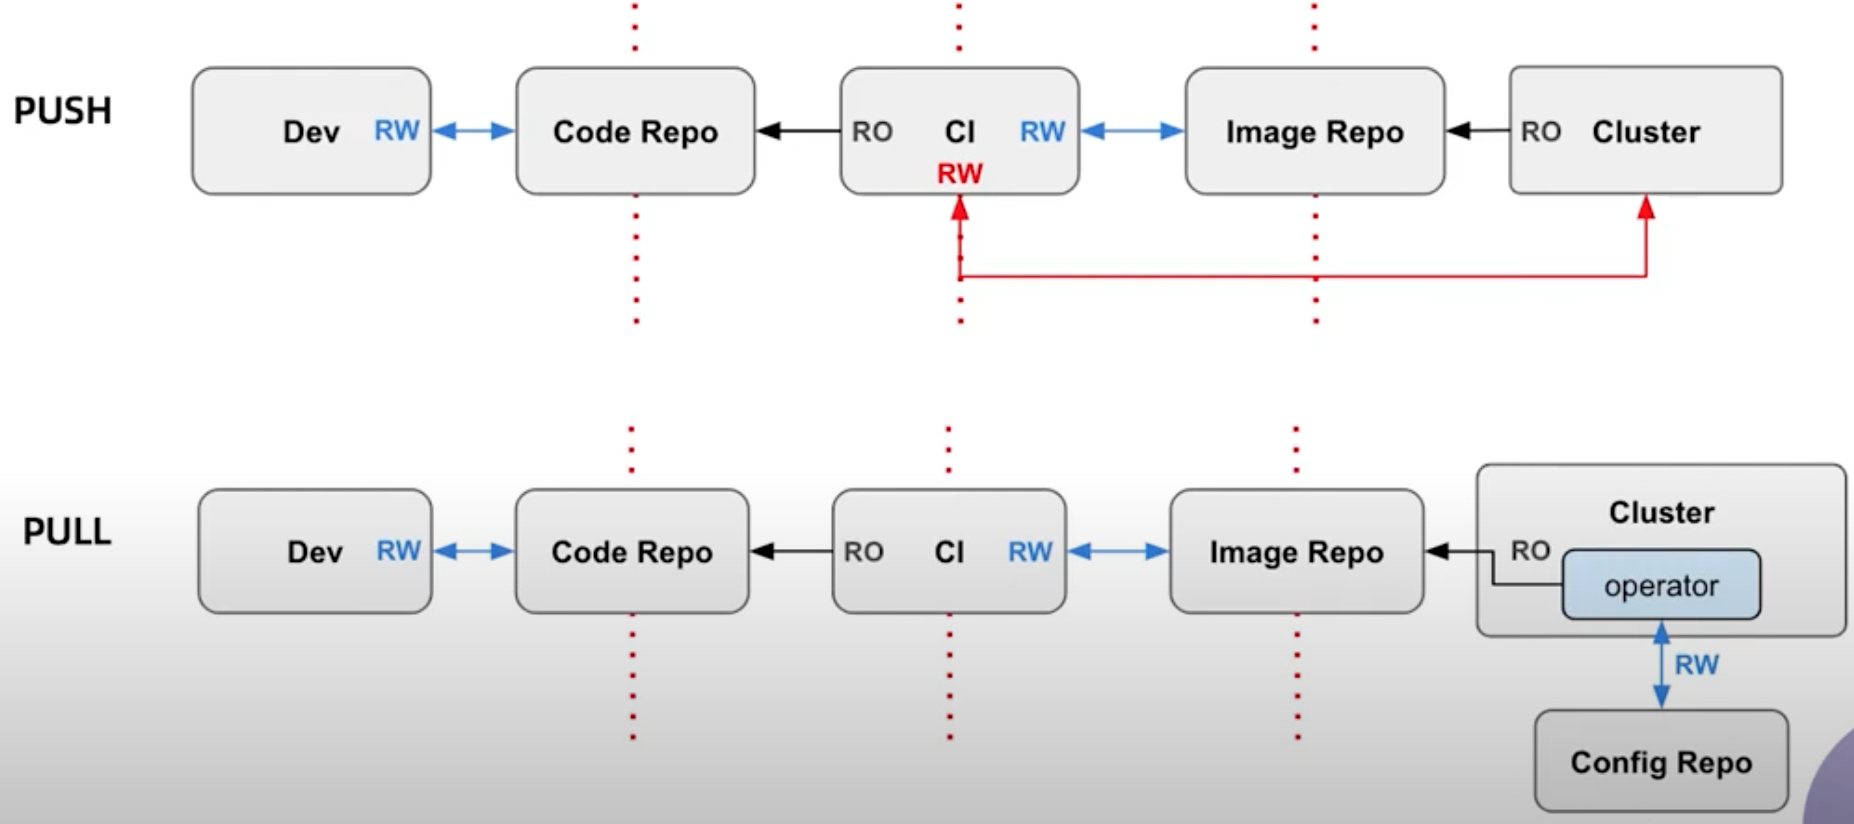 PUSH
Dev RW
Code Repo
RO CI RW
RW
Image Repo
RO Cluster
PULL
Dev RW
Code Repo
RO CI RW
Image Repo
Cluster
RO
operator
RW
Config Repo